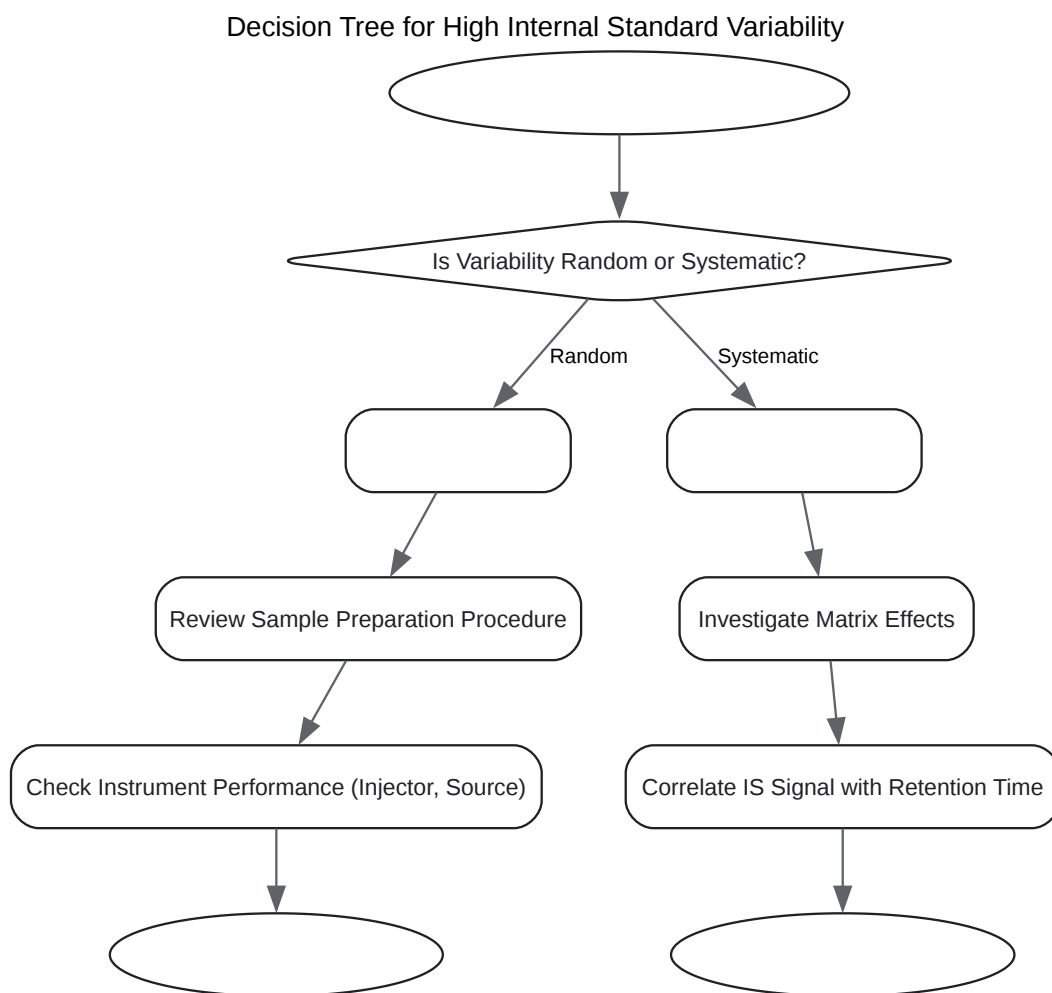 Decision Tree for High Internal Standard Variability
Is Variability Random or Systematic?
Random
Systematic
Review Sample Preparation Procedure
Investigate Matrix Effects
Check Instrument Performance (Injector, Source)
Correlate IS Signal with Retention Time